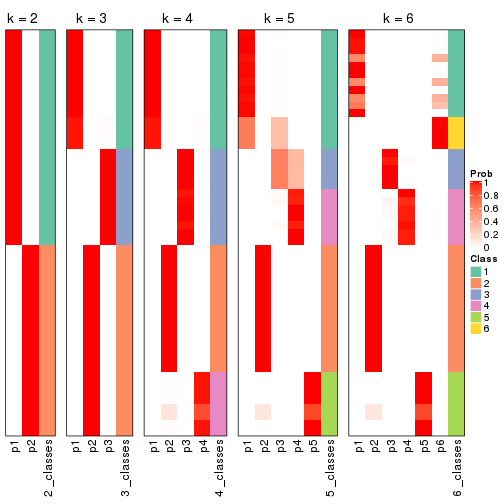 k = 2
k = 3
k = 4
k = 5
k = 6
p1
p2
2_classes
p1
p2
p3
3_classes
p1
p2
p3
p4
4_classes
p1
p2
p3
p4
p5
5_classes
p1
p2
p3
p4
p5
p6
6_classes
Prob
1
0.8
0.6
0.4
0.2
0
Class
1
2
3
4
5
6